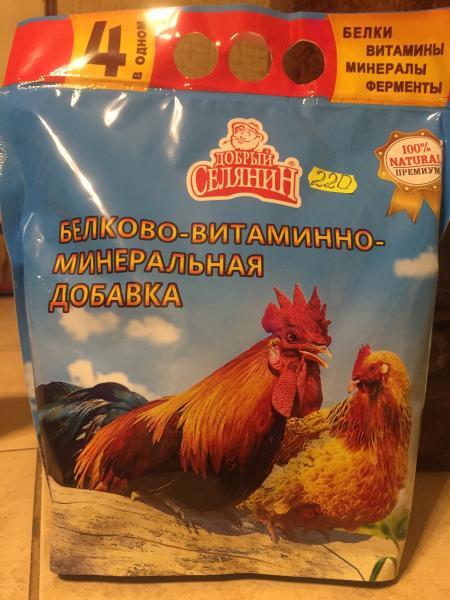 4
В ОДНОМ
БЕЛКИ
ВИТАМИНЫ
МИНЕРАЛЫ
ФЕРМЕНТЫ
100%
NATURAL
ПРЕМИУМ
ДОБРЫЙ
СЕЛЯНИН®
220
БЕЛКОВО-ВИТАМИННО-
МИНЕРАЛЬНАЯ
ДОБАВКА